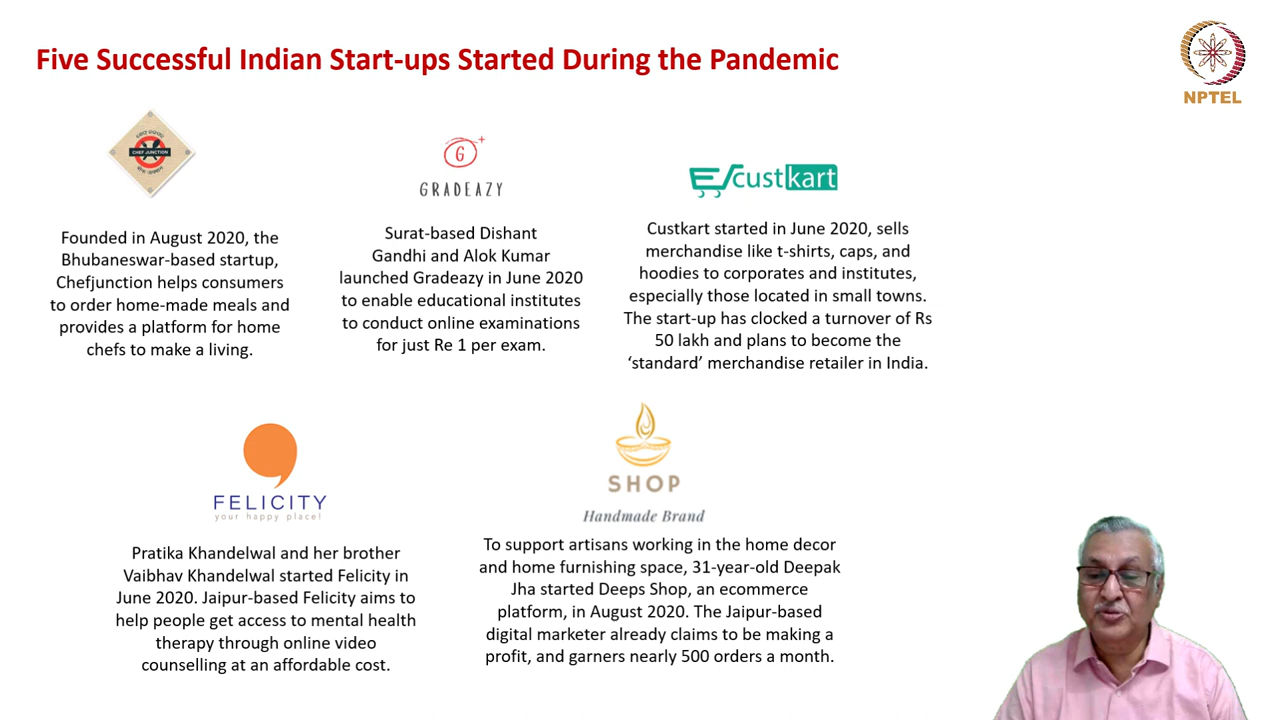 Five Successful Indian Start-ups Started During the Pandemic
NPTEL
CHEF JUNCTION
Founded in August 2020, the
Bhubaneswar-based startup,
Chefjunction helps consumers
to order home-made meals and
provides a platform for home
chefs to make a living.
G+
GRADEAZY
Surat-based Dishant
Gandhi and Alok Kumar
launched Gradeazy in June 2020
to enable educational institutes
to conduct online examinations
for just Re 1 per exam.
custkart
Custkart started in June 2020, sells
merchandise like t-shirts, caps, and
hoodies to corporates and institutes,
especially those located in small towns.
The start-up has clocked a turnover of Rs
50 lakh and plans to become the
‘standard’ merchandise retailer in India.
FELICITY
your happy place!
Pratika Khandelwal and her brother
Vaibhav Khandelwal started Felicity in
June 2020. Jaipur-based Felicity aims to
help people get access to mental health
therapy through online video
counselling at an affordable cost.
SHOP
Handmade Brand
To support artisans working in the home decor
and home furnishing space, 31-year-old Deepak
Jha started Deeps Shop, an ecommerce
platform, in August 2020. The Jaipur-based
digital marketer already claims to be making a
profit, and garners nearly 500 orders a month.